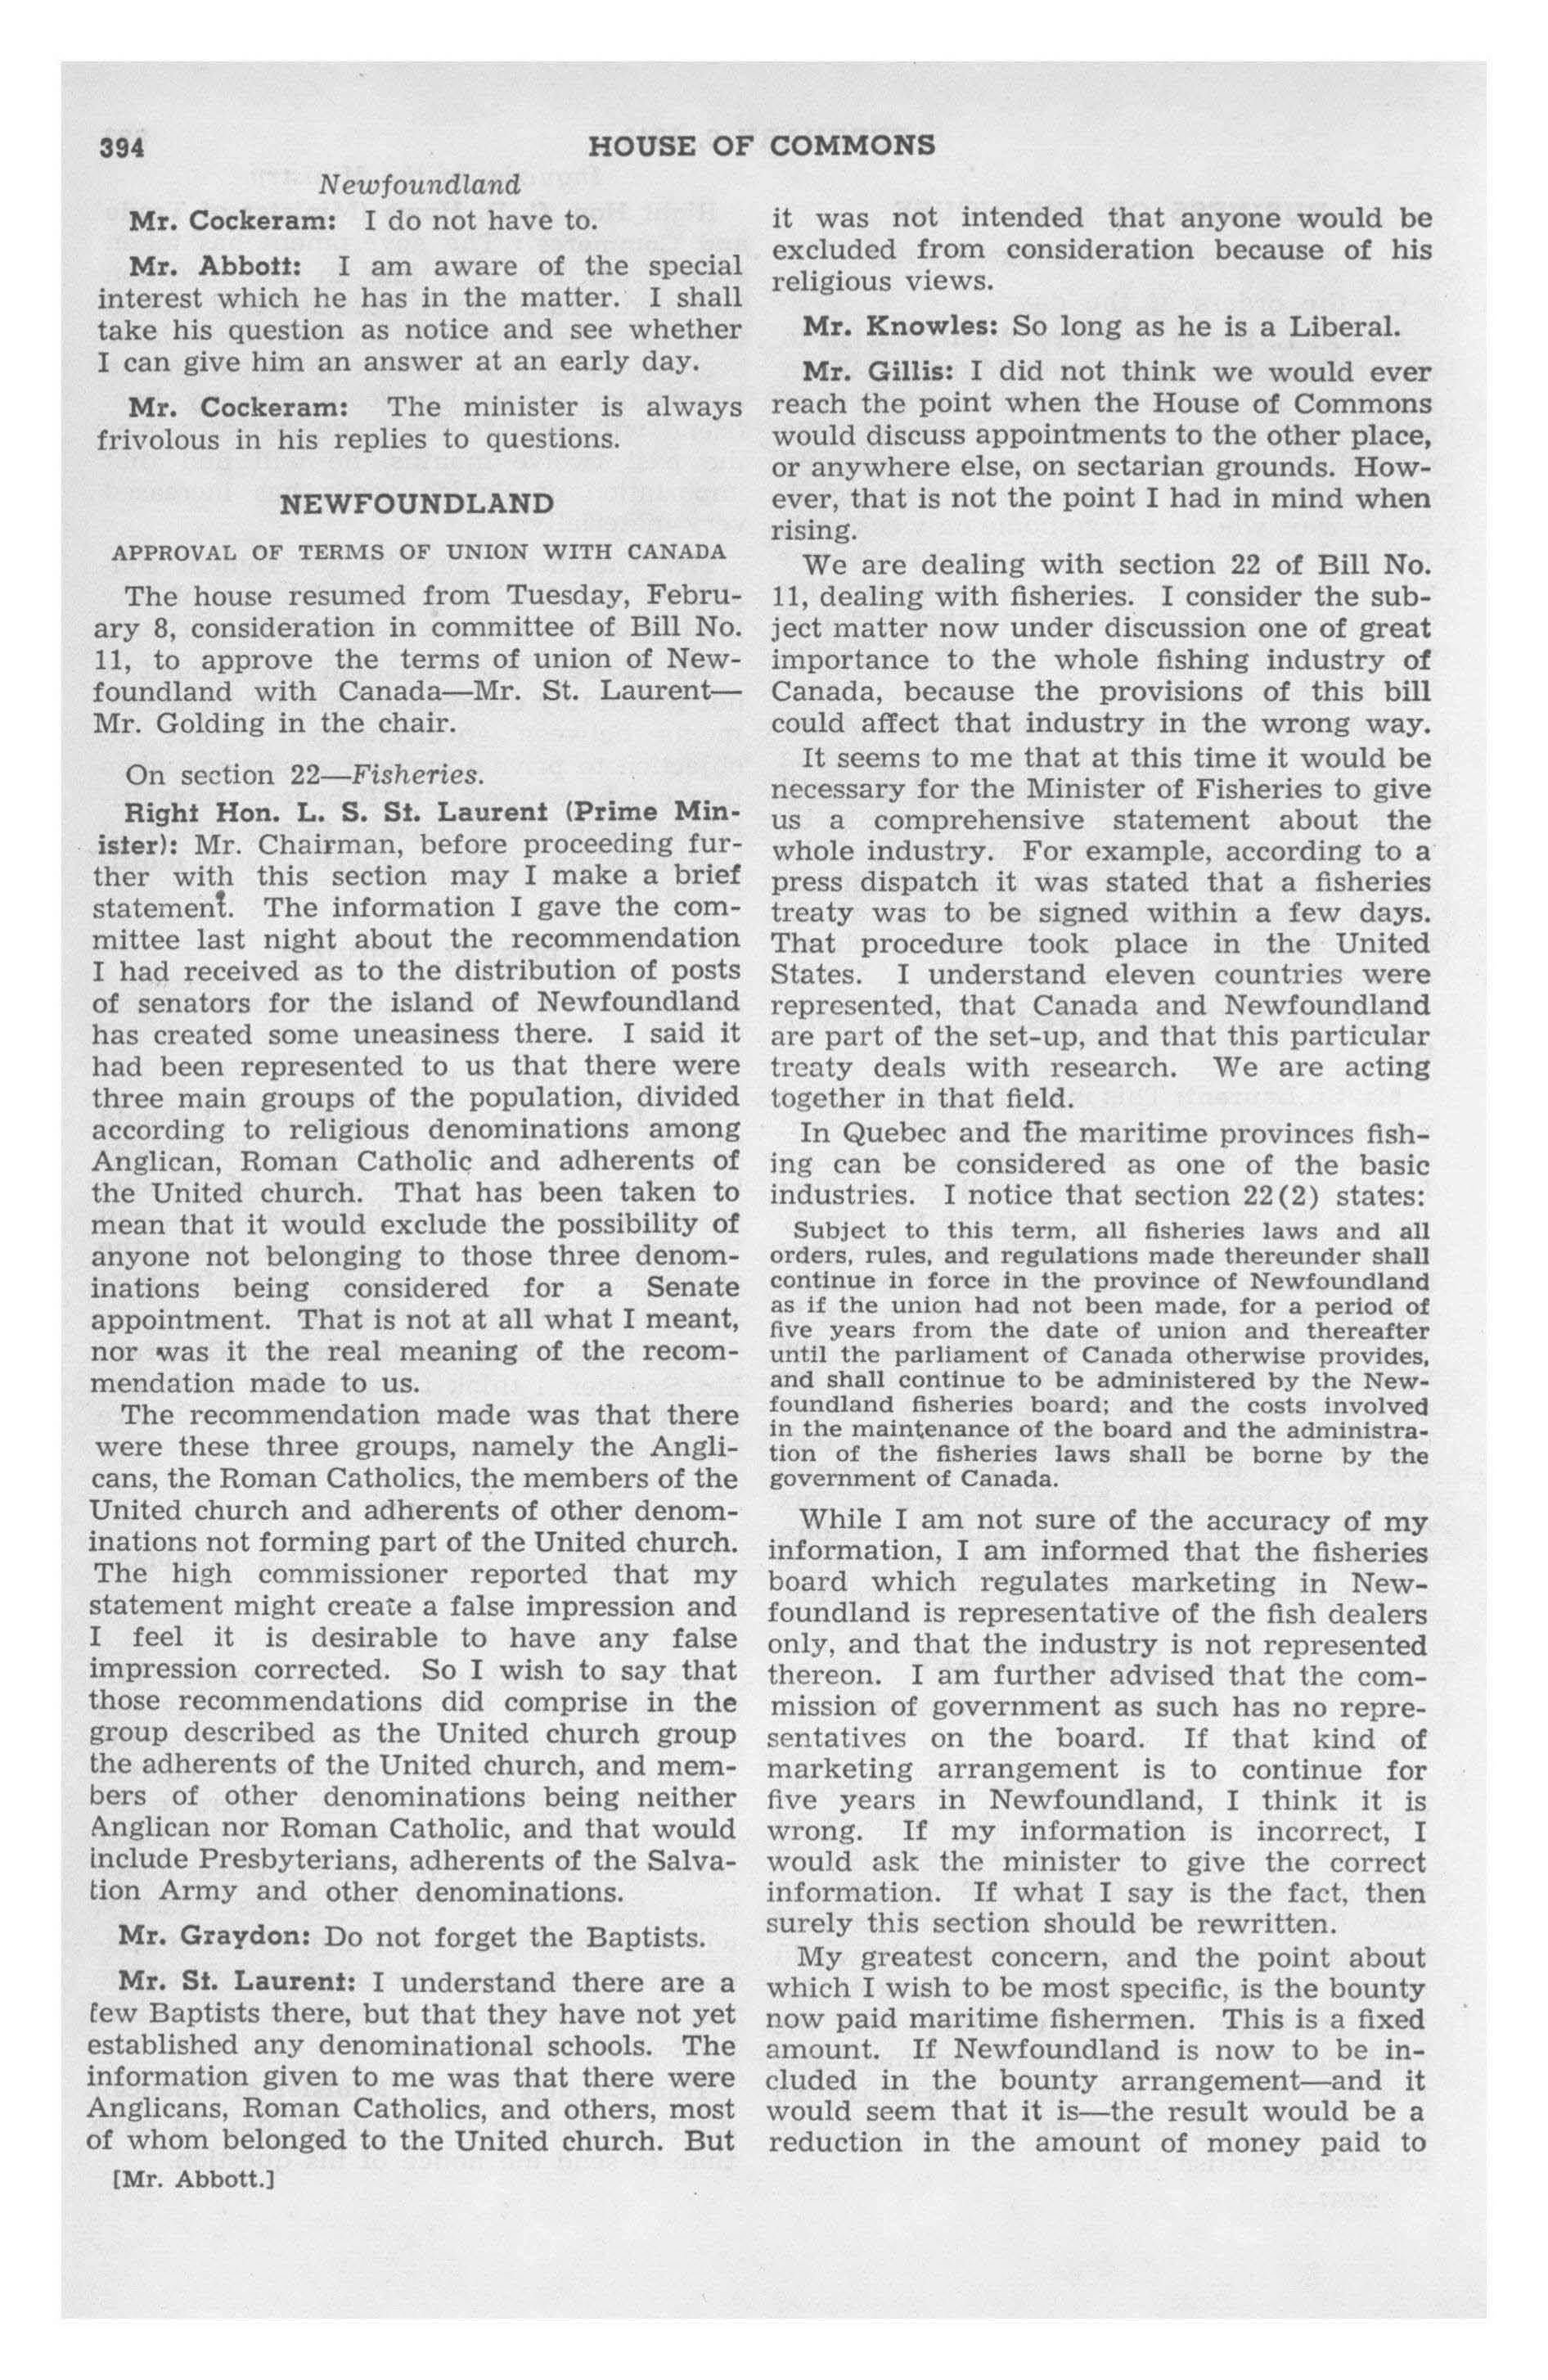 394
HOUSE OF COMMONS
Newfoundland
Mr. Cockeram: I do not have to.
Mr. Abbott: I am aware of the special
interest which he has in the matter. I shall
take his question as notice and see whether
I can give him an answer at an early day.
Mr. Cockeram: The minister is always
frivolous in his replies to questions.
NEWFOUNDLAND
APPROVAL OF TERMS OF UNION WITH CANADA
The house resumed from Tuesday, Febru-
ary 8, consideration in committee of Bill No.
11, to approve the terms of union of New-
foundland with Canada—Mr. St. Laurent—
Mr. Golding in the chair.
On section 22—Fisheries.
Right Hon. L. S. St. Laurent (Prime Min-
ister): Mr. Chairman, before proceeding fur-
ther with this section may I make a brief
statement. The information I gave the com-
mittee last night about the recommendation
I had received as to the distribution of posts
of senators for the island of Newfoundland
has created some uneasiness there. I said it
had been represented to us that there were
three main groups of the population, divided
according to religious denominations among
Anglican, Roman Catholic and adherents of
the United church. That has been taken to
mean that it would exclude the possibility of
anyone not belonging to those three denom-
inations being considered for a Senate
appointment. That is not at all what I meant,
nor was it the real meaning of the recom-
mendation made to us.
The recommendation made was that there
were these three groups, namely the Angli-
cans, the Roman Catholics, the members of the
United church and adherents of other denom-
inations not forming part of the United church.
The high commissioner reported that my
statement might create a false impression and
I feel it is desirable to have any false
impression corrected. So I wish to say that
those recommendations did comprise in the
group described as the United church group
the adherents of the United church, and mem-
bers of other denominations being neither
Anglican nor Roman Catholic, and that would
include Presbyterians, adherents of the Salva-
tion Army and other denominations.
Mr. Graydon: Do not forget the Baptists.
Mr. St. Laurent: I understand there are a
few Baptists there, but that they have not yet
established any denominational schools. The
information given to me was that there were
Anglicans, Roman Catholics, and others, most
of whom belonged to the United church. But
[Mr. Abbott.]
it was not intended that anyone would be
excluded from consideration because of his
religious views.
Mr. Knowles: So long as he is a Liberal.
Mr. Gillis: I did not think we would ever
reach the point when the House of Commons
would discuss appointments to the other place,
or anywhere else, on sectarian grounds. How-
ever, that is not the point I had in mind when
rising.
We are dealing with section 22 of Bill No.
11, dealing with fisheries. I consider the sub-
ject matter now under discussion one of great
importance to the whole fishing industry of
Canada, because the provisions of this bill
could affect that industry in the wrong way.
It seems to me that at this time it would be
necessary for the Minister of Fisheries to give
us a comprehensive statement about the
whole industry. For example, according to a
press dispatch it was stated that a fisheries
treaty was to be signed within a few days.
That procedure took place in the United
States. I understand eleven countries were
represented, that Canada and Newfoundland
are part of the set-up, and that this particular
treaty deals with research. We are acting
together in that field.
In Quebec and the maritime provinces fish-
ing can be considered as one of the basic
industries. I notice that section 22(2) states:
Subject to this term, all fisheries laws and all
orders, rules, and regulations made thereunder shall
continue in force in the province of Newfoundland
as if the union had not been made, for a period of
five years from the date of union and thereafter
until the parliament of Canada otherwise provides,
and shall continue to be administered by the New-
foundland fisheries board; and the costs involved
in the maintenance of the board and the administra-
tion of the fisheries laws shall be borne by the
government of Canada.
While I am not sure of the accuracy of my
information, I am informed that the fisheries
board which regulates marketing in New-
foundland is representative of the fish dealers
only, and that the industry is not represented
thereon. I am further advised that the com-
mission of government as such has no repre-
sentatives on the board. If that kind of
marketing arrangement is to continue for
five years in Newfoundland, I think it is
wrong. If my information is incorrect, I
would ask the minister to give the correct
information. If what I say is the fact, then
surely this section should be rewritten.
My greatest concern, and the point about
which I wish to be most specific, is the bounty
now paid maritime fishermen. This is a fixed
amount. If Newfoundland is now to be in-
cluded in the bounty arrangement—and it
would seem that it is—the result would be a
reduction in the amount of money paid to